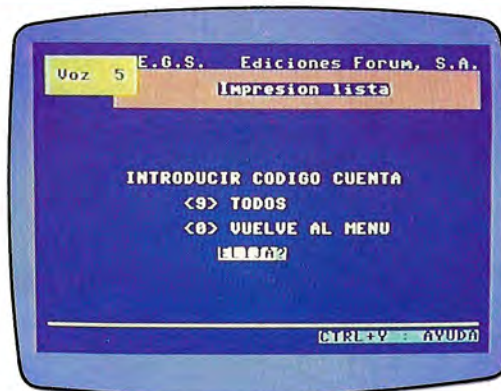 E.G.S. Ediciones Forum, S.A.
Voz 5
Impresion lista
INTRODUCIR CODIGO CUENTA
<9> TODOS
<0> VUELVE AL MENU
ELIJA?
CTRL+Y : AYUDA